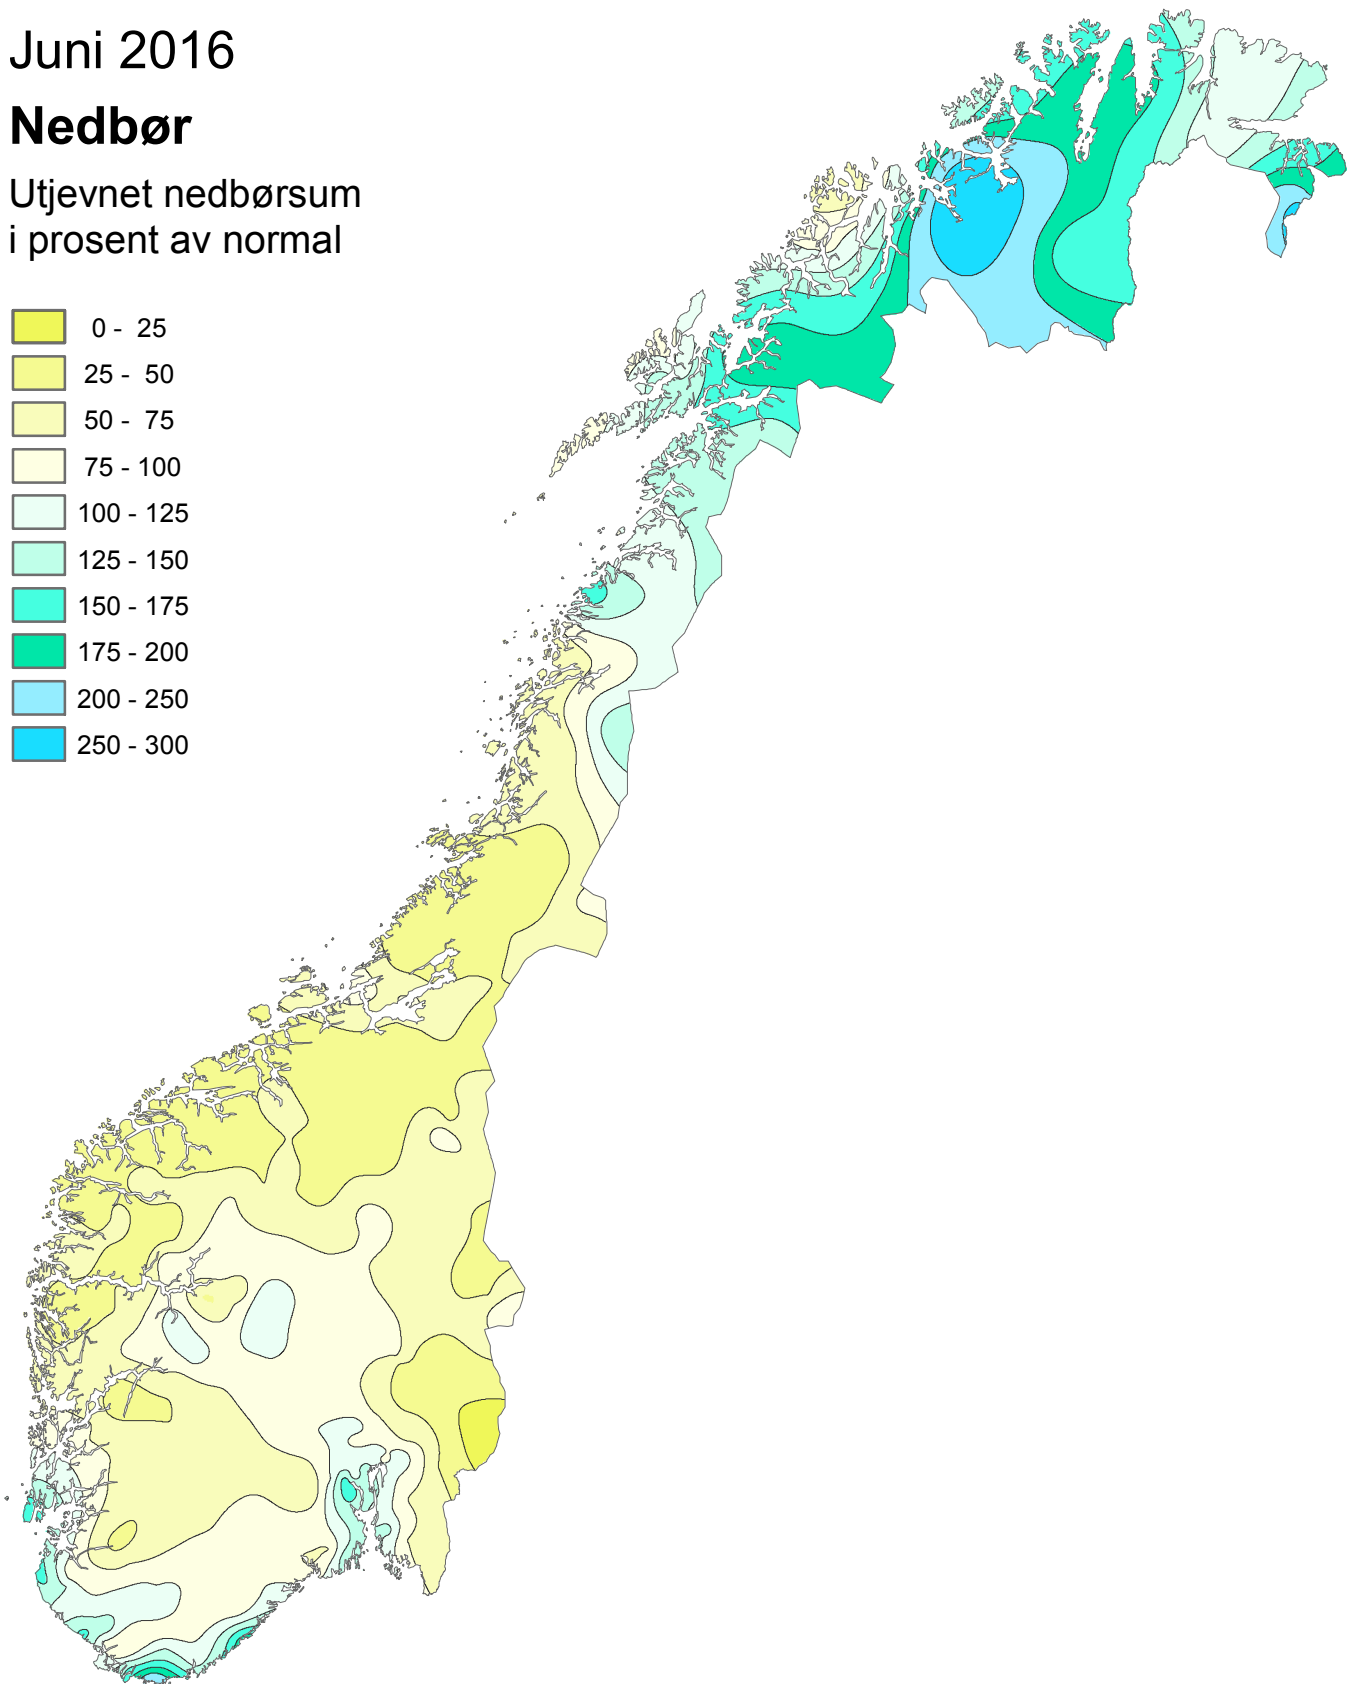 Juni 2016
Nedbør
Utjevnet nedbørsum
i prosent av normal
0 - 25
25 - 50
50 - 75
75 - 100
100 - 125
125 - 150
150 - 175
175 - 200
200 - 250
250 - 300